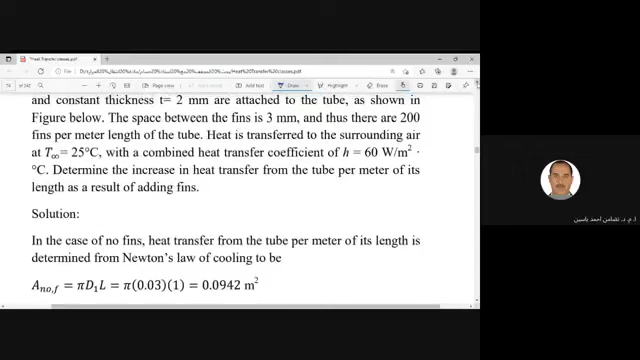 Heat Transfer classes.pdf
Page view
Draw
Highlight
Erase
and constant thickness t= 2 mm are attached to the tube, as shown in
Figure below. The space between the fins is 3 mm, and thus there are 200
fins per meter length of the tube. Heat is transferred to the surrounding air
at T∞= 25°C, with a combined heat transfer coefficient of h = 60 W/m² ·
°C. Determine the increase in heat transfer from the tube per meter of its
length as a result of adding fins.
Solution:
In the case of no fins, heat transfer from the tube per meter of its length is
determined from Newton's law of cooling to be
A_{no,f} = πD₁L = π(0.03)(1) = 0.0942 m²
ا. م. د. تضامن احمد ياسين